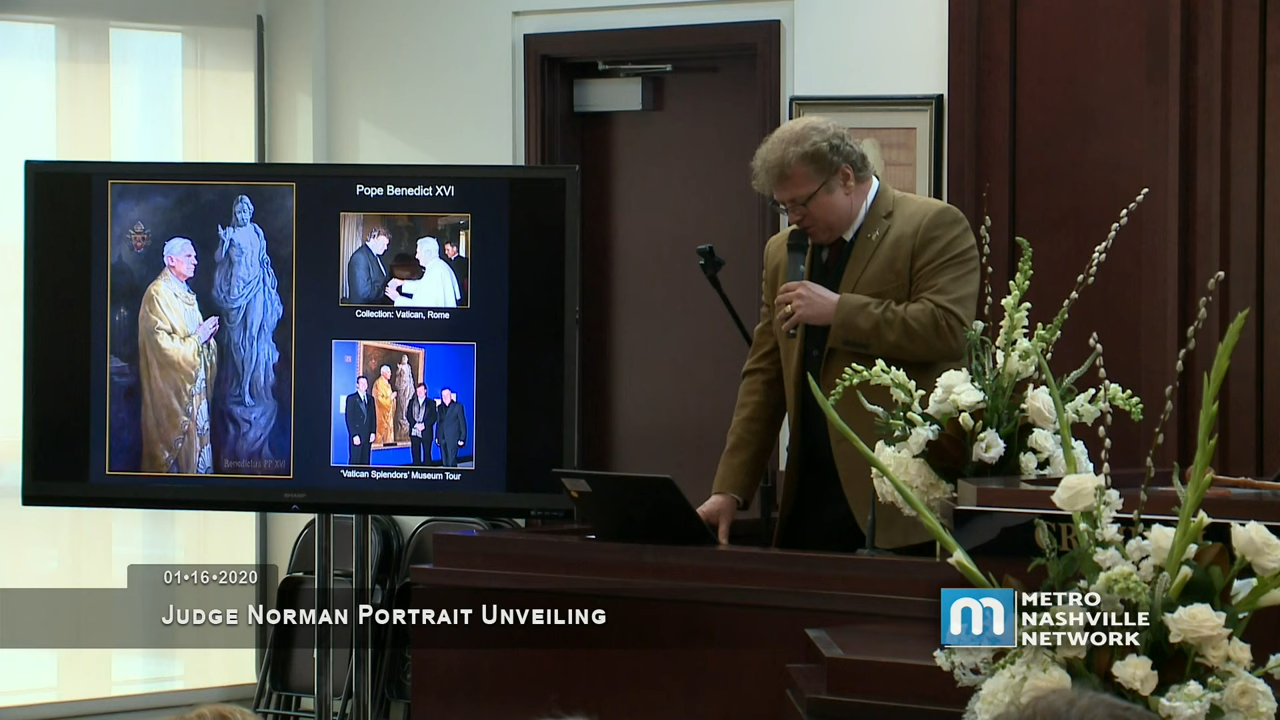 Pope Benedict XVI
Collection: Vatican, Rome
Benedictus PP XVI
'Vatican Splendors' Museum Tour
SHARP
01•16•2020
JUDGE NORMAN PORTRAIT UNVEILING
METRO
NASHVILLE
NETWORK